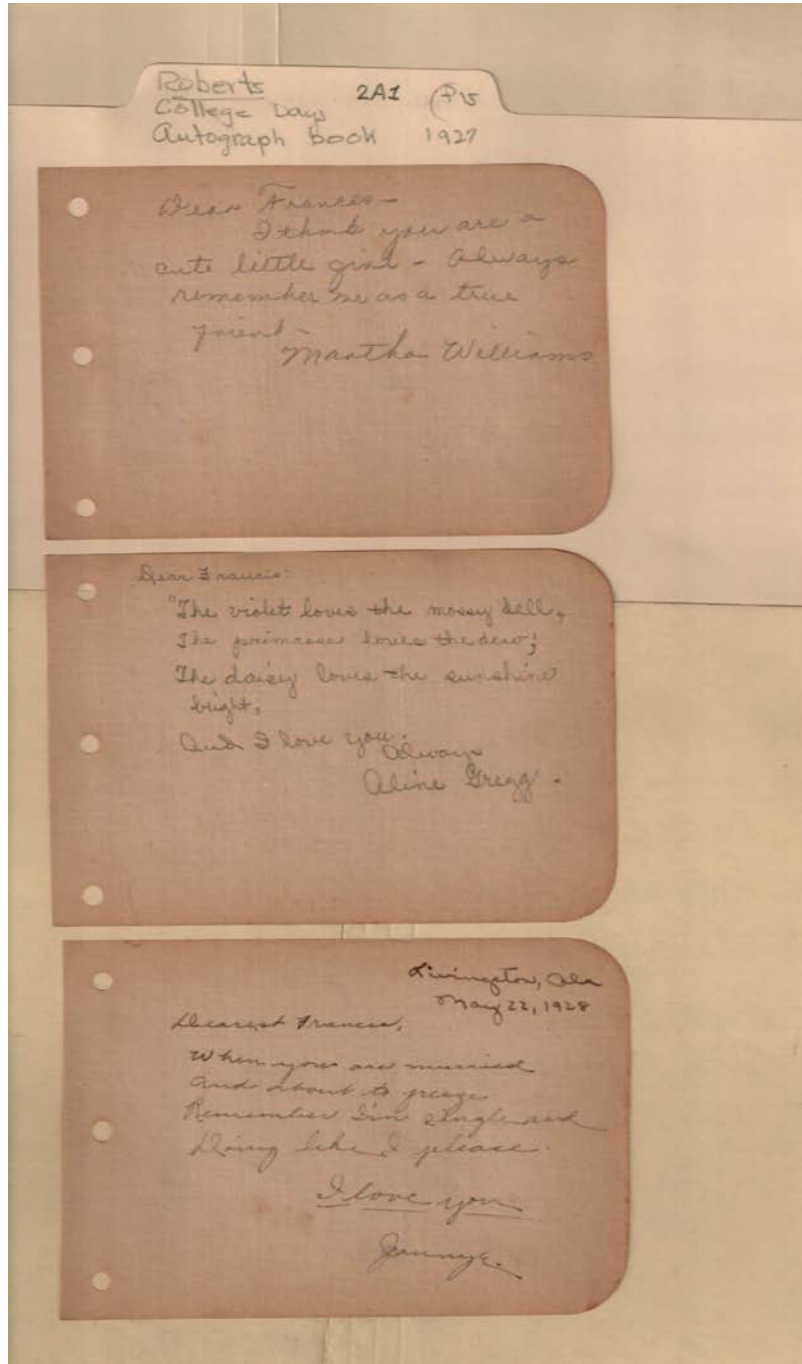 Roberts 2A1
College Days
Autograph book 1927
Dear Frances—
I think you are a
cute little girl - Always
remember me as a true
friend—
Martha Williams
Dear Francis:
"The violet loves the mossy dell,
The primrose loves the dew;
The daisy loves the sunshine
bright,
And I love you.
Always
Aline Gregg -
Livingston, Ala
May 22, 1928
Dearest Frances,
When you are married
And about to freeze
Remember I'm single and
Doing like I please.
I love you
Jennye